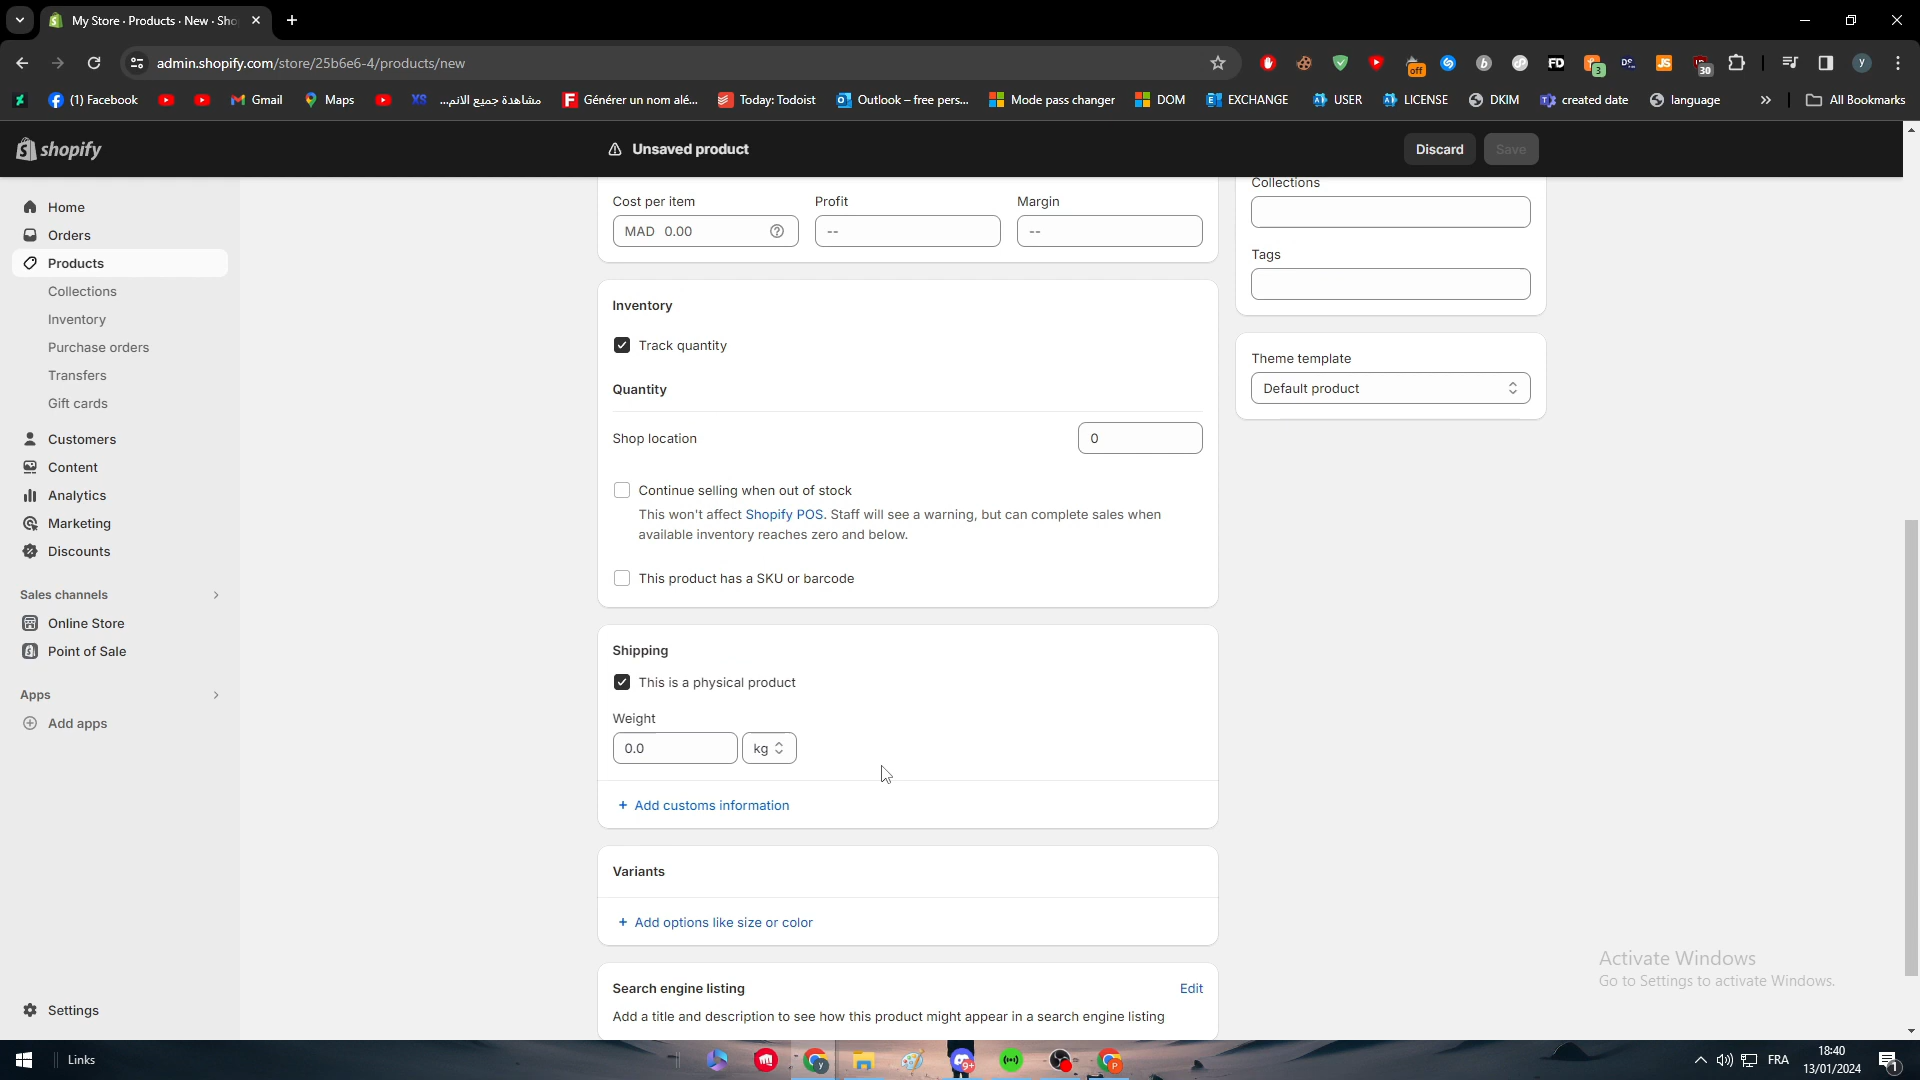 My Store · Products · New · Sho
admin.shopify.com/store/25b6e6-4/products/new
off
FD
3
JS
30
y
(1) Facebook
Gmail
Maps
مشاهدة جميع الانم...
Générer un nom alé...
Today: Todoist
Outlook – free pers...
Mode pass changer
DOM
EXCHANGE
USER
LICENSE
DKIM
created date
language
»
All Bookmarks
shopify
Unsaved product
Discard
Save
Home
Orders
Products
Collections
Inventory
Purchase orders
Transfers
Gift cards
Customers
Content
Analytics
Marketing
Discounts
Sales channels
Online Store
Point of Sale
Apps
Add apps
Settings
Cost per item
Profit
Margin
MAD 0.00
--
--
Inventory
Track quantity
Quantity
Shop location
0
Continue selling when out of stock
This won't affect Shopify POS. Staff will see a warning, but can complete sales when
available inventory reaches zero and below.
This product has a SKU or barcode
Shipping
This is a physical product
Weight
0.0
kg
+ Add customs information
Variants
+ Add options like size or color
Search engine listing
Edit
Add a title and description to see how this product might appear in a search engine listing
Collections
Tags
Theme template
Default product
Activate Windows
Go to Settings to activate Windows.
Links
9+
FRA
18:40
13/01/2024
1